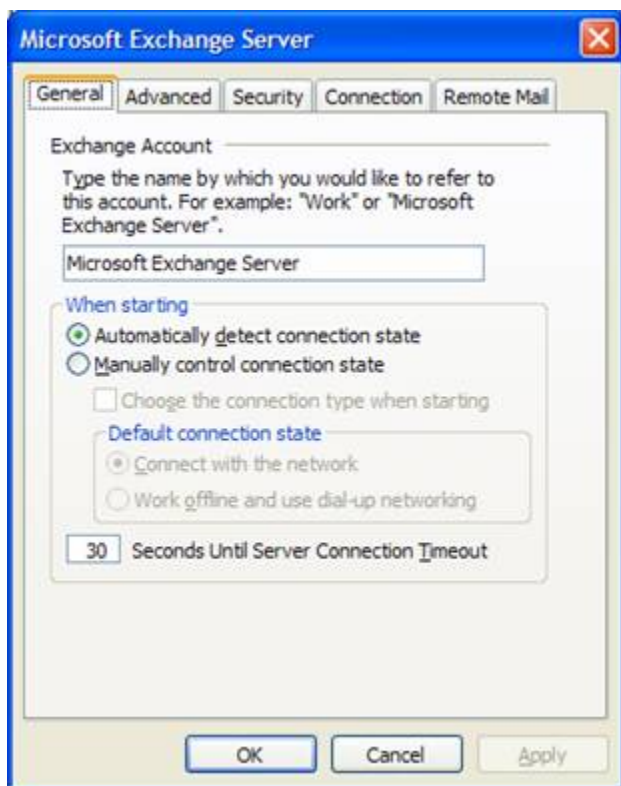 Microsoft Exchange Server
General Advanced Security Connection Remote Mail
Exchange Account
Type the name by which you would like to refer to
this account. For example: "Work" or "Microsoft
Exchange Server".
Microsoft Exchange Server
When starting
Automatically detect connection state
Manually control connection state
Choose the connection type when starting
Default connection state
Connect with the network
Work offline and use dial-up networking
30 Seconds Until Server Connection Timeout
OK Cancel Apply